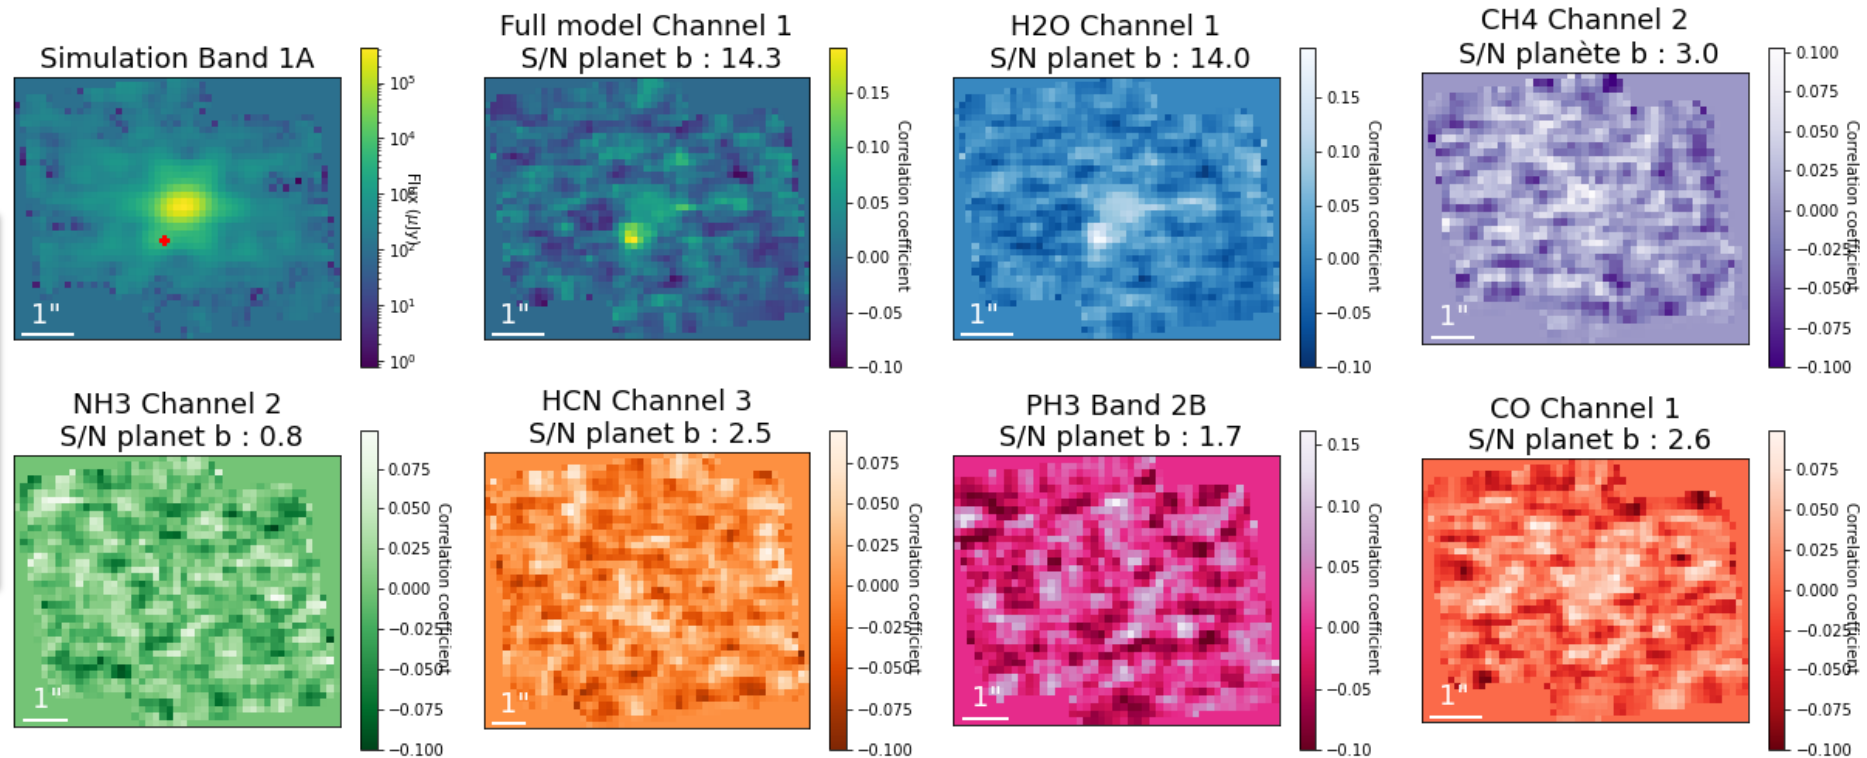 Simulation Band 1A
10⁵
10⁴
10³
10²
10¹
10⁰
Flux (μJy)
1"
Full model Channel 1
S/N planet b : 14.3
0.15
0.10
0.05
0.00
−0.05
−0.10
Correlation coefficient
1"
H2O Channel 1
S/N planet b : 14.0
0.15
0.10
0.05
0.00
−0.05
−0.10
Correlation coefficient
1"
CH4 Channel 2
S/N planète b : 3.0
0.100
0.075
0.050
0.025
0.000
−0.025
−0.050
−0.075
−0.100
Correlation coefficient
1"
NH3 Channel 2
S/N planet b : 0.8
0.075
0.050
0.025
0.000
−0.025
−0.050
−0.075
−0.100
Correlation coefficient
1"
HCN Channel 3
S/N planet b : 2.5
0.075
0.050
0.025
0.000
−0.025
−0.050
−0.075
−0.100
Correlation coefficient
1"
PH3 Band 2B
S/N planet b : 1.7
0.15
0.10
0.05
0.00
−0.05
−0.10
Correlation coefficient
1"
CO Channel 1
S/N planet b : 2.6
0.075
0.050
0.025
0.000
−0.025
−0.050
−0.075
−0.100
Correlation coefficient
1"